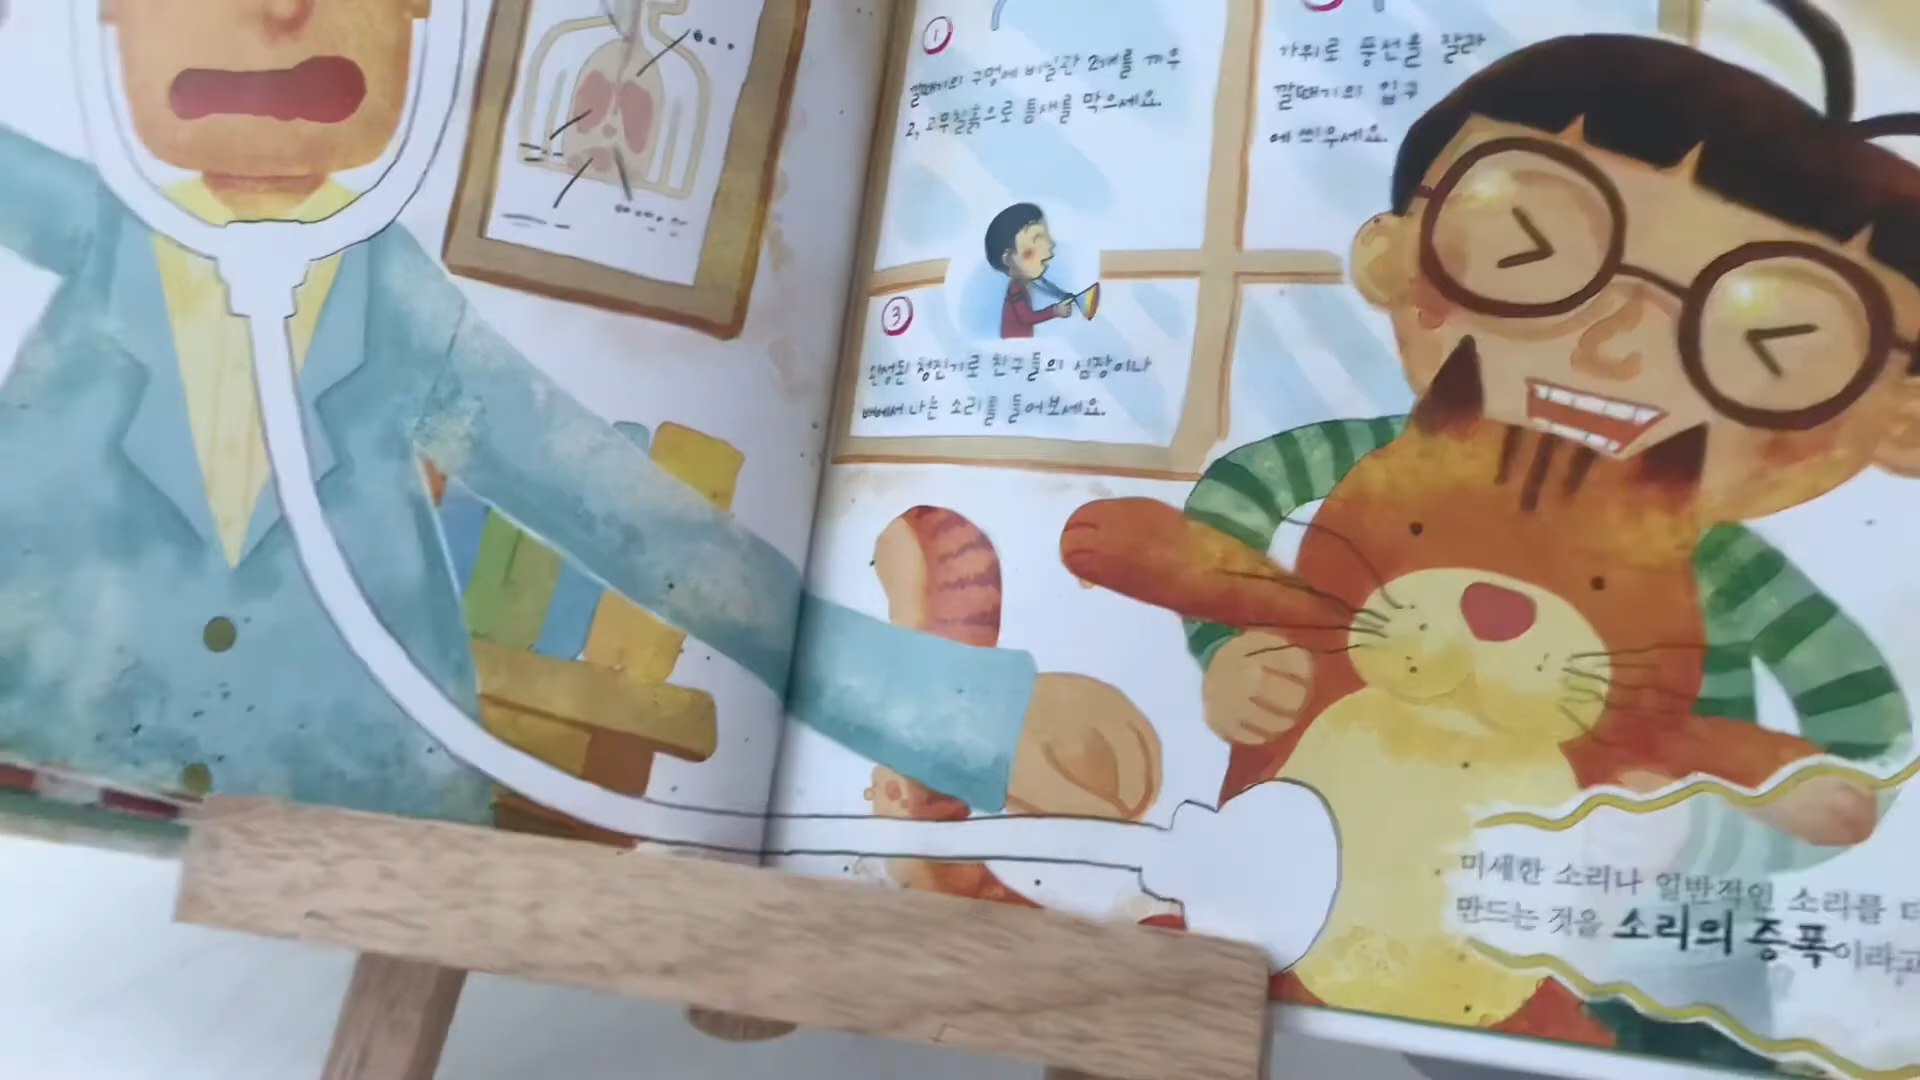 1
깔때기의 구멍에 비닐관 2개를 끼우
고, 고무찰흙으로 틈새를 막으세요.
가위로 풍선을 잘라
깔때기의 입구
에 씌우세요.
3
완성된 청진기로 친구들의 심장이나
배에서 나는 소리를 들어보세요.
미세한 소리나 일반적인 소리를 더
만드는 것을 소리의 증폭이라고